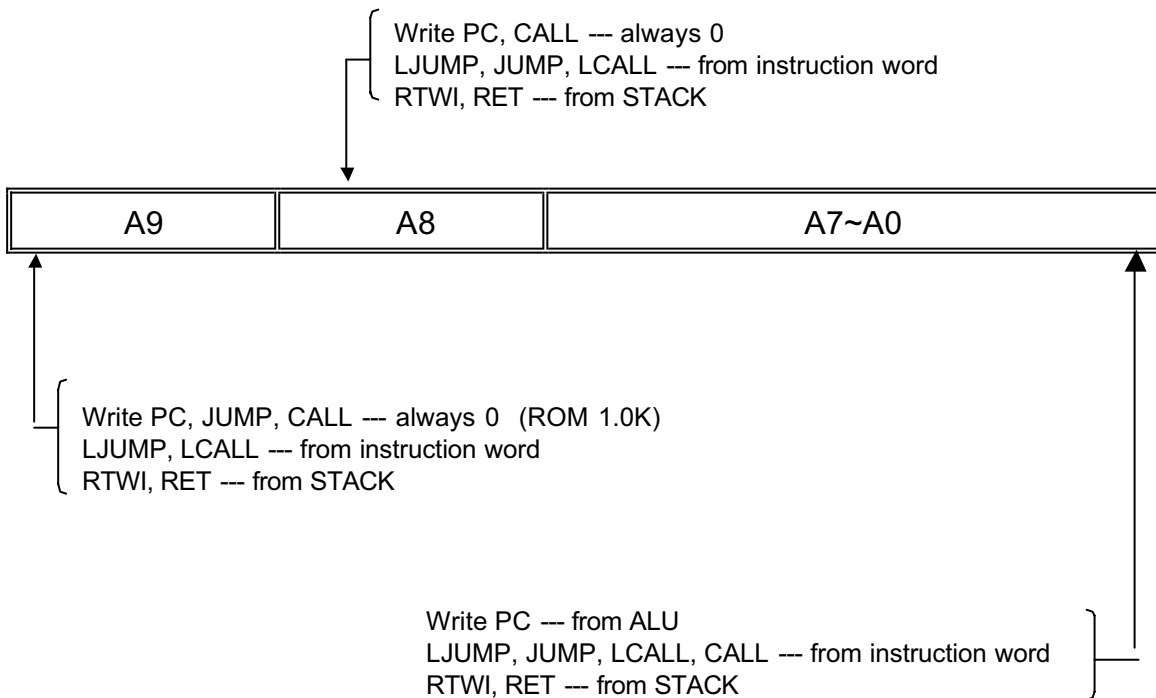 Write PC, CALL --- always 0
LJUMP, JUMP, LCALL --- from instruction word
RTWI, RET --- from STACK
A9 A8 A7~A0
Write PC, JUMP, CALL --- always 0 (ROM 1.0K)
LJUMP, LCALL --- from instruction word
RTWI, RET --- from STACK
Write PC --- from ALU
LJUMP, JUMP, LCALL, CALL --- from instruction word
RTWI, RET --- from STACK